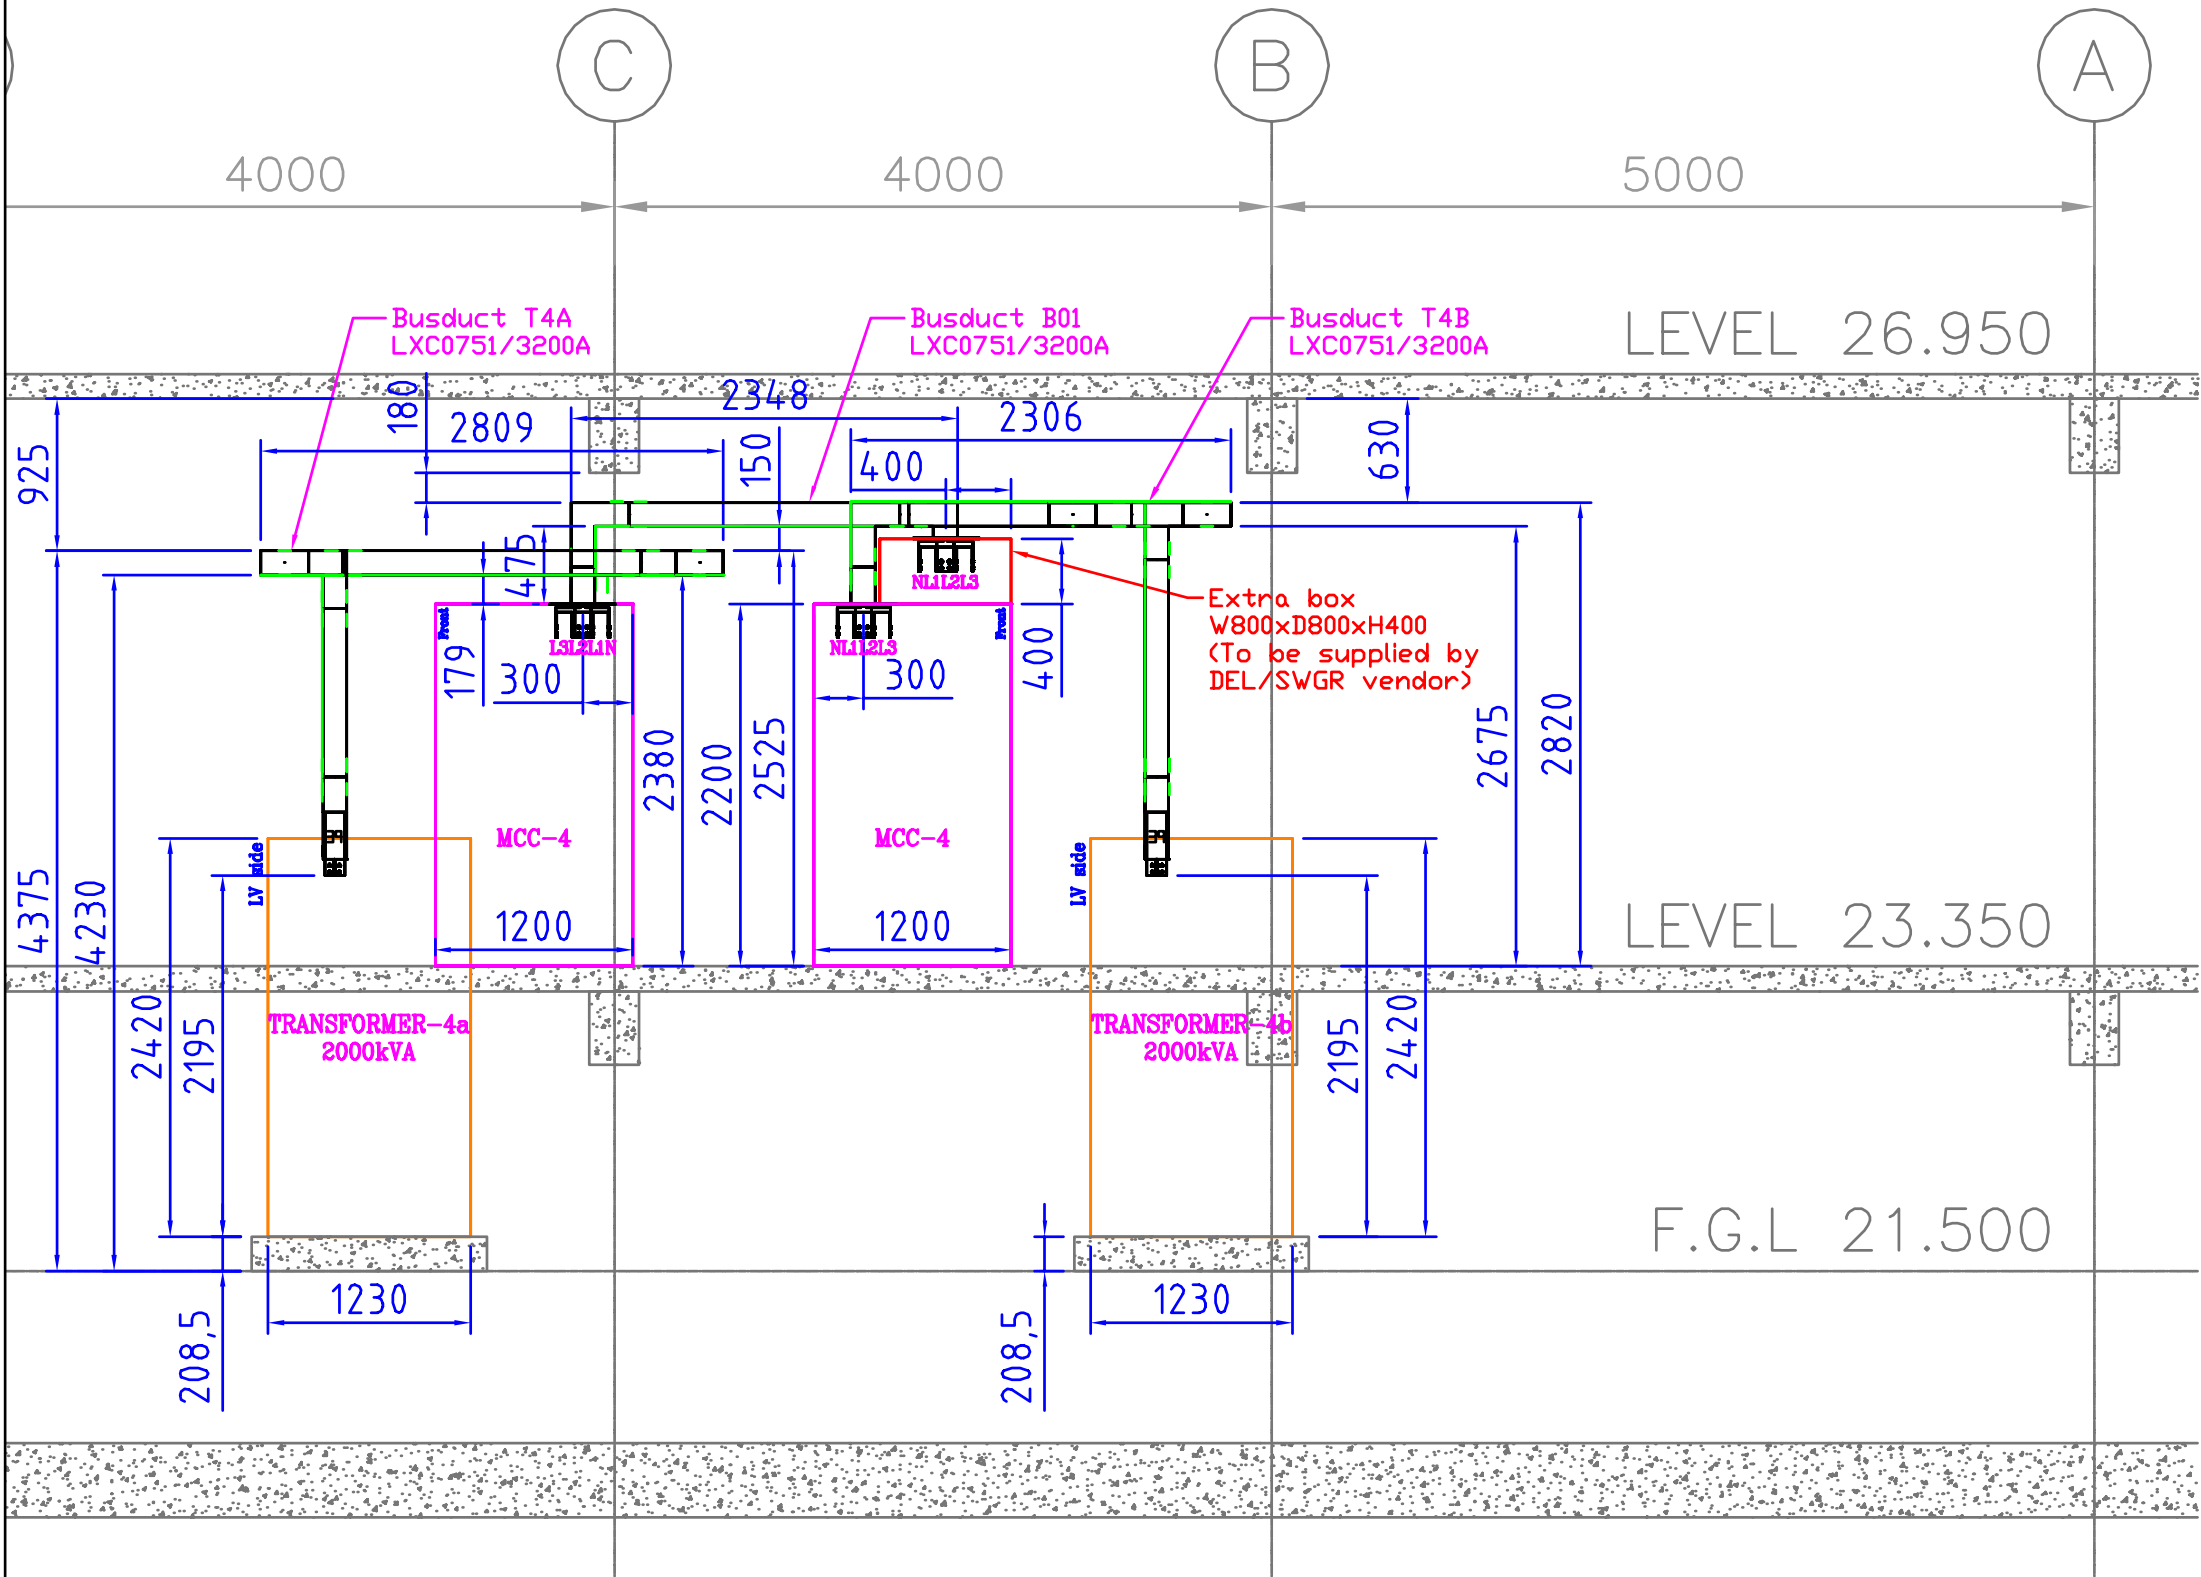 C
B
A
4000
4000
5000
Busduct T4A
LXC0751/3200A
Busduct B01
LXC0751/3200A
Busduct T4B
LXC0751/3200A
LEVEL 26.950
180
2809
2348
2306
925
150
400
630
475
NL1L2L3
Extra box
W800xD800xH400
(To be supplied by
DEL/SWGR vendor)
Front
Front
L3L2L1N
NL1L2L3
179
300
300
400
2380
2200
2525
2675
2820
MCC-4
MCC-4
LV side
LV side
4375
4230
1200
1200
LEVEL 23.350
2420
2195
TRANSFORMER-4a
2000kVA
TRANSFORMER-4b
2000kVA
2195
2420
F.G.L 21.500
1230
1230
208,5
208,5